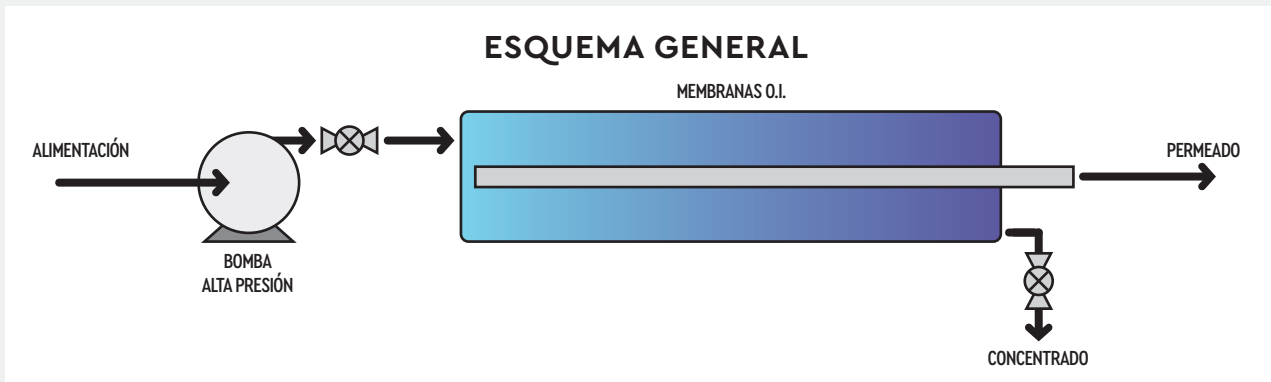 ESQUEMA GENERAL
MEMBRANAS O.I.
ALIMENTACIÓN
PERMEADO
BOMBA
ALTA PRESIÓN
CONCENTRADO